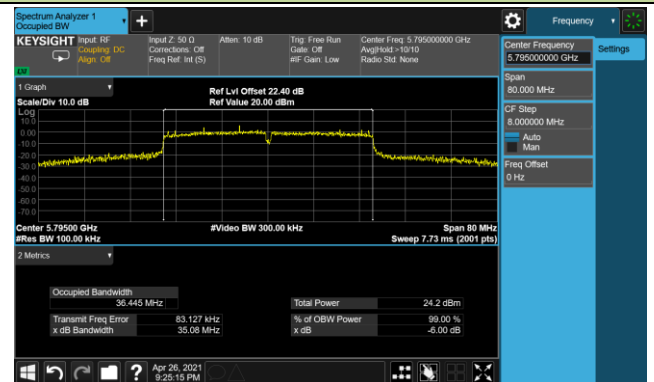 Spectrum Analyzer 1
Occupied BW
Frequency
KEYSIGHT
Input: RF
Coupling: DC
Align: Off
Input Z: 50 Ω
Corrections: Off
Freq Ref: Int (S)
Atten: 10 dB
Trig: Free Run
Gate: Off
#IF Gain: Low
Center Freq: 5.795000000 GHz
Avg|Hold:>10/10
Radio Std: None
Center Frequency
5.795000000 GHz
Settings
Span
80.000 MHz
CF Step
8.000000 MHz
Auto
Man
Freq Offset
0 Hz
1 Graph
Scale/Div 10.0 dB
Ref Lvl Offset 22.40 dB
Ref Value 20.00 dBm
Log
10.0
0.00
-10.0
-20.0
-30.0
-40.0
-50.0
-60.0
-70.0
Center 5.79500 GHz
#Res BW 100.00 kHz
#Video BW 300.00 kHz
Span 80 MHz
Sweep 7.73 ms (2001 pts)
2 Metrics
Occupied Bandwidth
36.445 MHz
Total Power 24.2 dBm
Transmit Freq Error 83.127 kHz
% of OBW Power 99.00 %
x dB Bandwidth 35.08 MHz
x dB -6.00 dB
?
Apr 26, 2021
9:25:15 PM